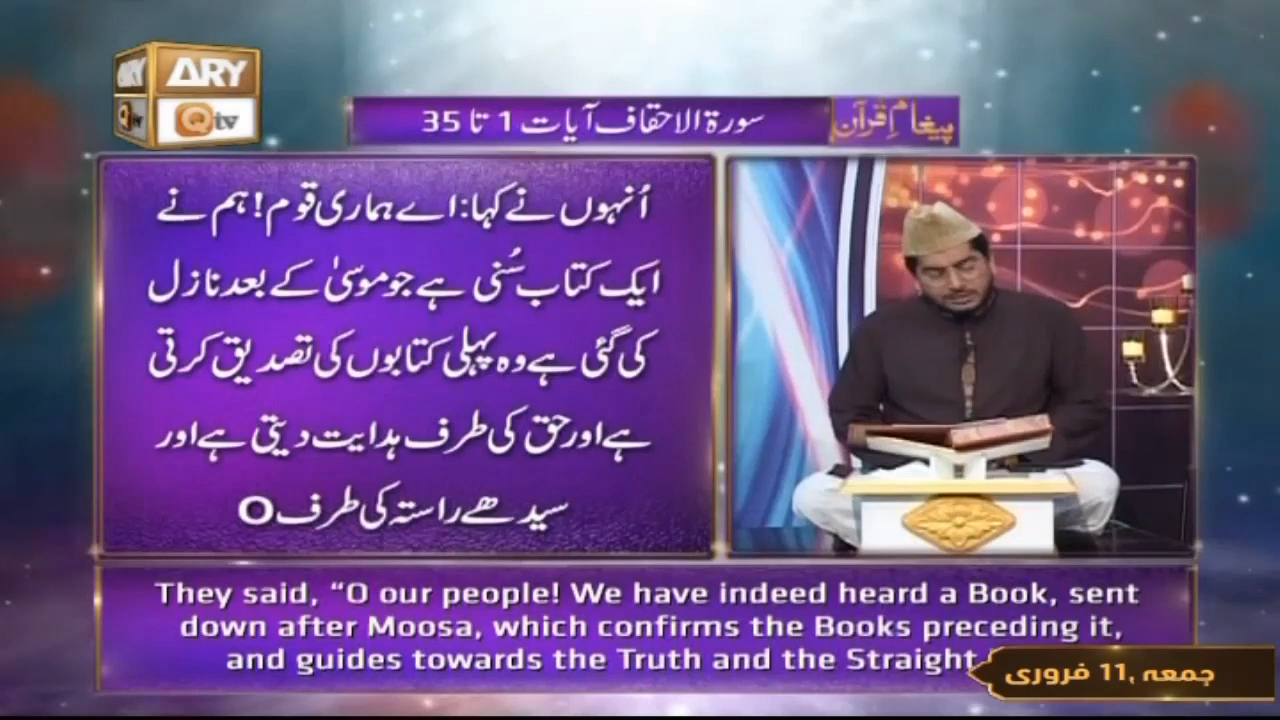 ARY
Qtv
سورة الاحقاف آیات 1 تا 35
پیغامِ قرآن
اُنہوں نے کہا: اے ہماری قوم! ہم نے
ایک کتاب سُنی ہے جو موسیٰ کے بعد نازل
کی گئی ہے وہ پہلی کتابوں کی تصدیق کرتی
ہے اور حق کی طرف ہدایت دیتی ہے اور
سیدھے راستہ کی طرف O
They said, “O our people! We have indeed heard a Book, sent
down after Moosa, which confirms the Books preceding it,
and guides towards the Truth and the Straight
جمعہ ,11 فروری